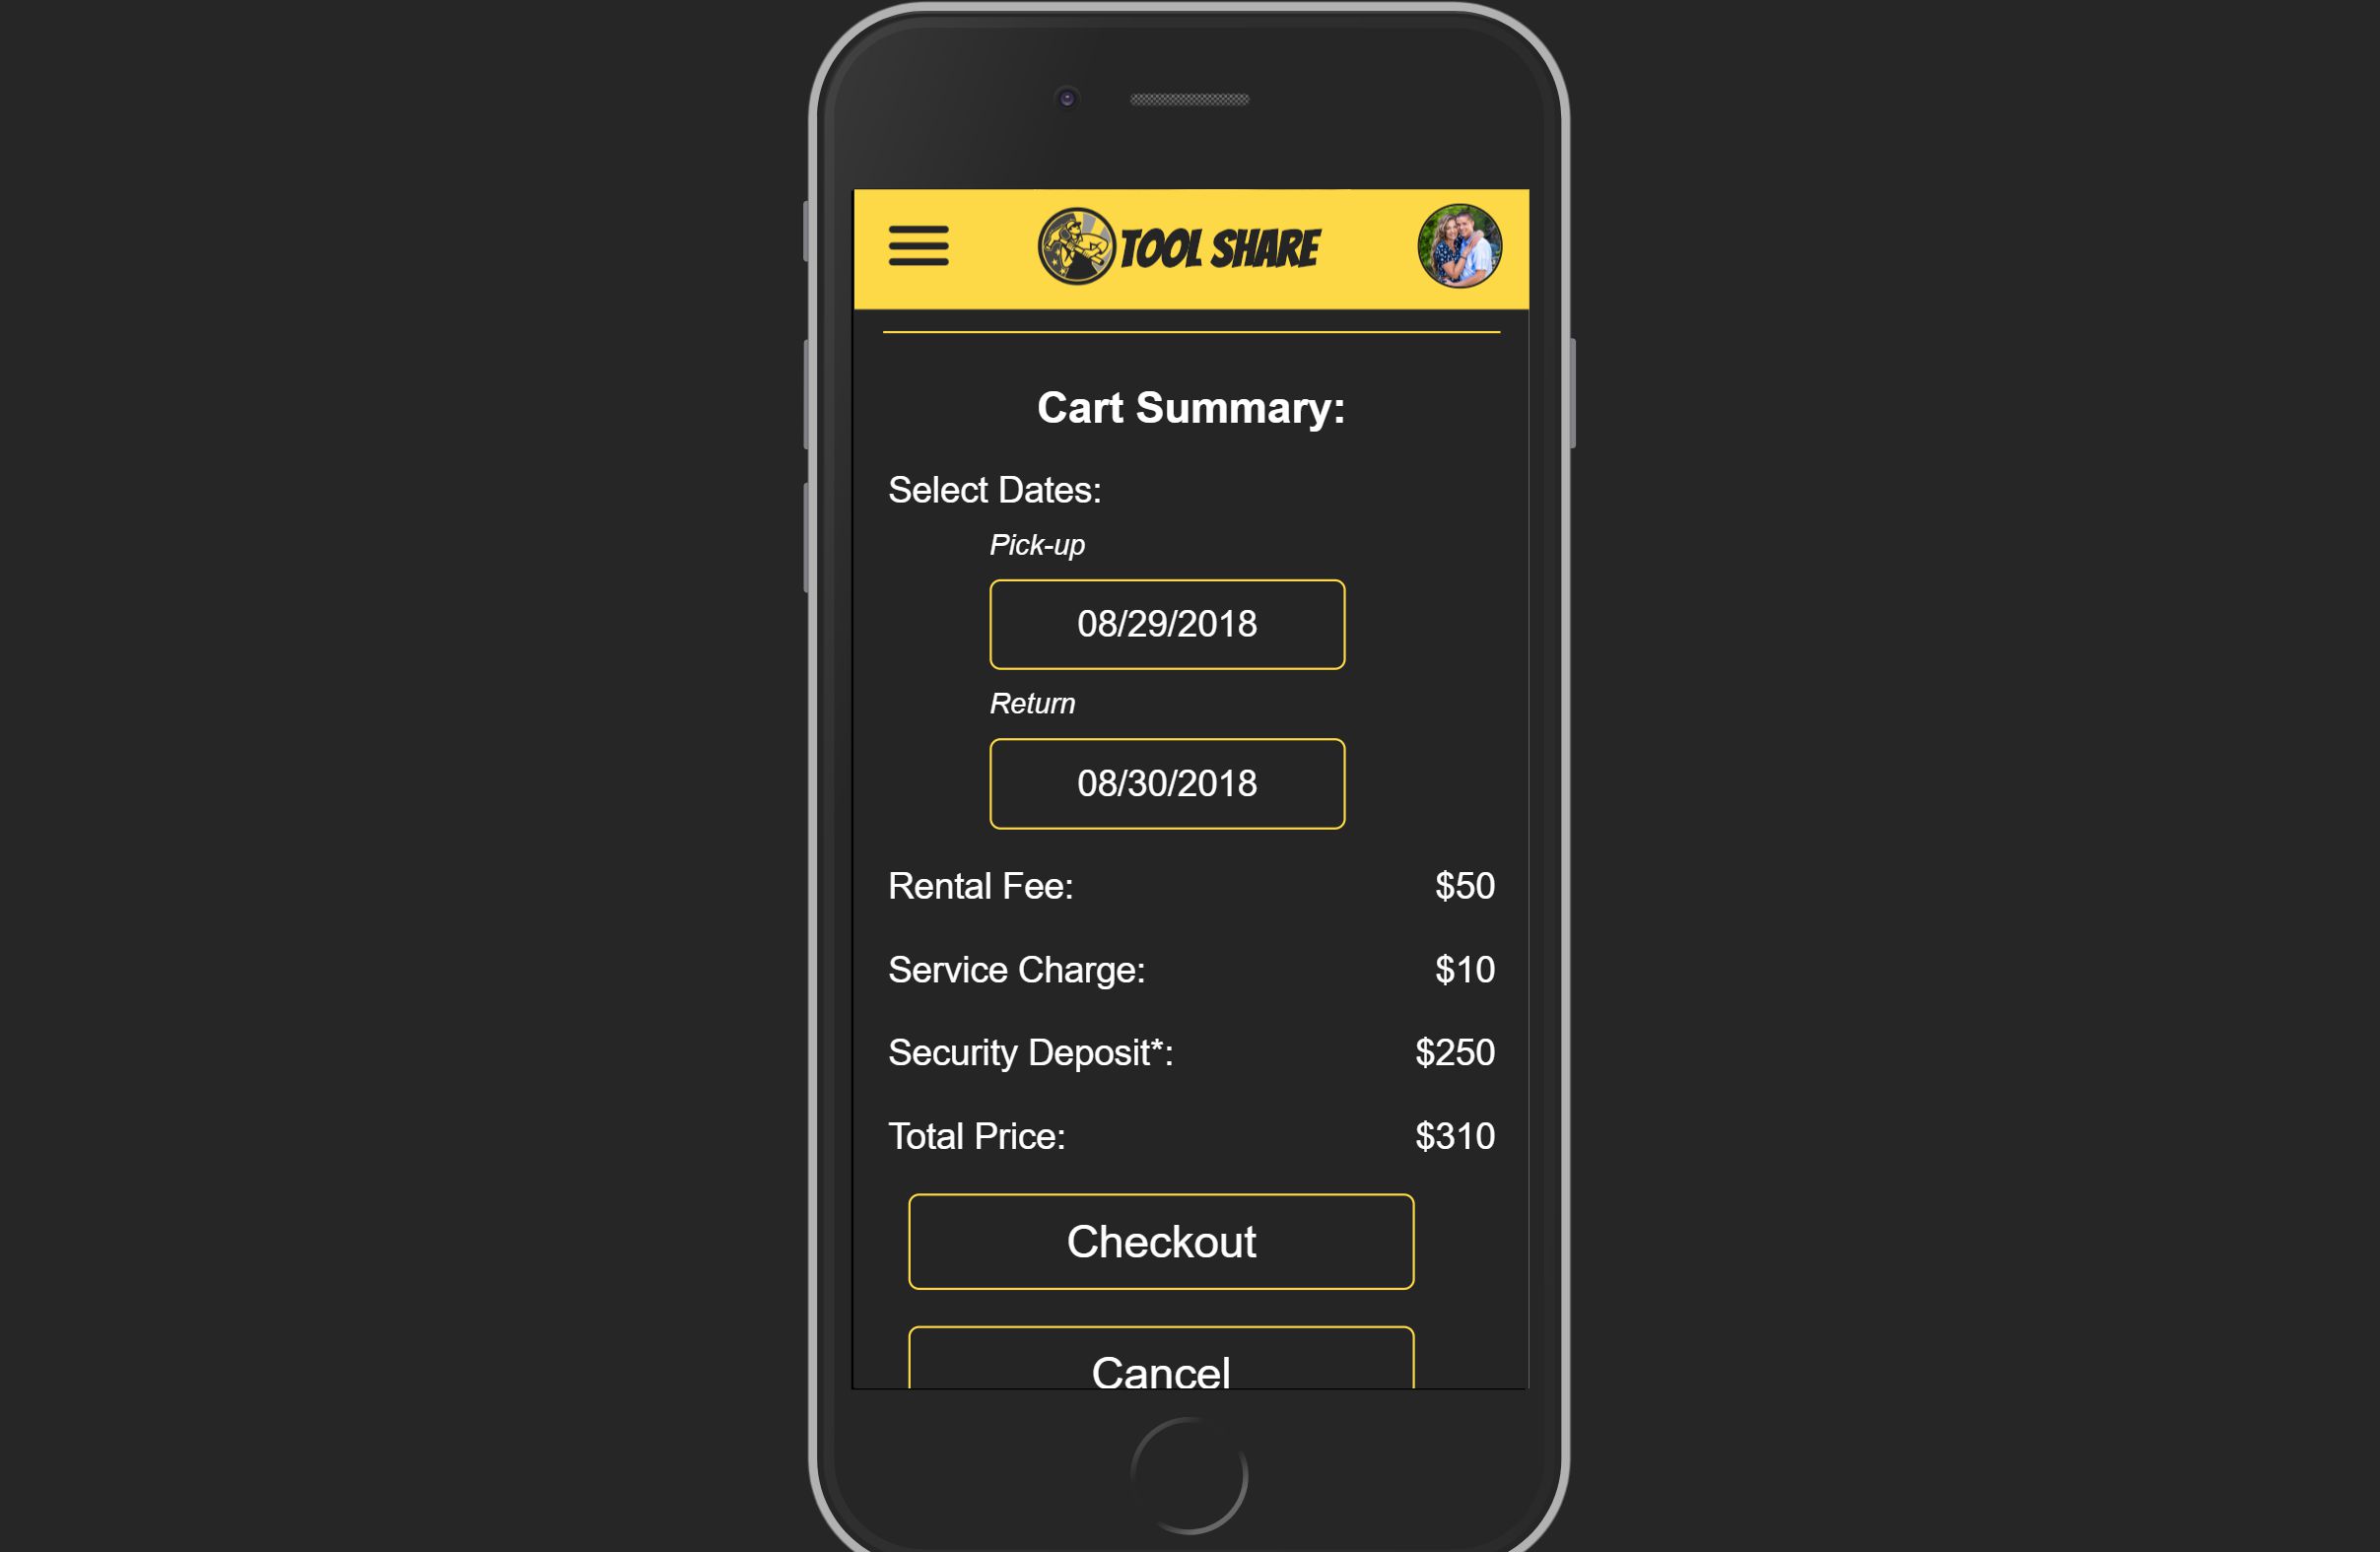 TOOL SHARE
Cart Summary:
Select Dates:
Pick-up
08/29/2018
Return
08/30/2018
Rental Fee: $50
Service Charge: $10
Security Deposit*: $250
Total Price: $310
Checkout
Cancel